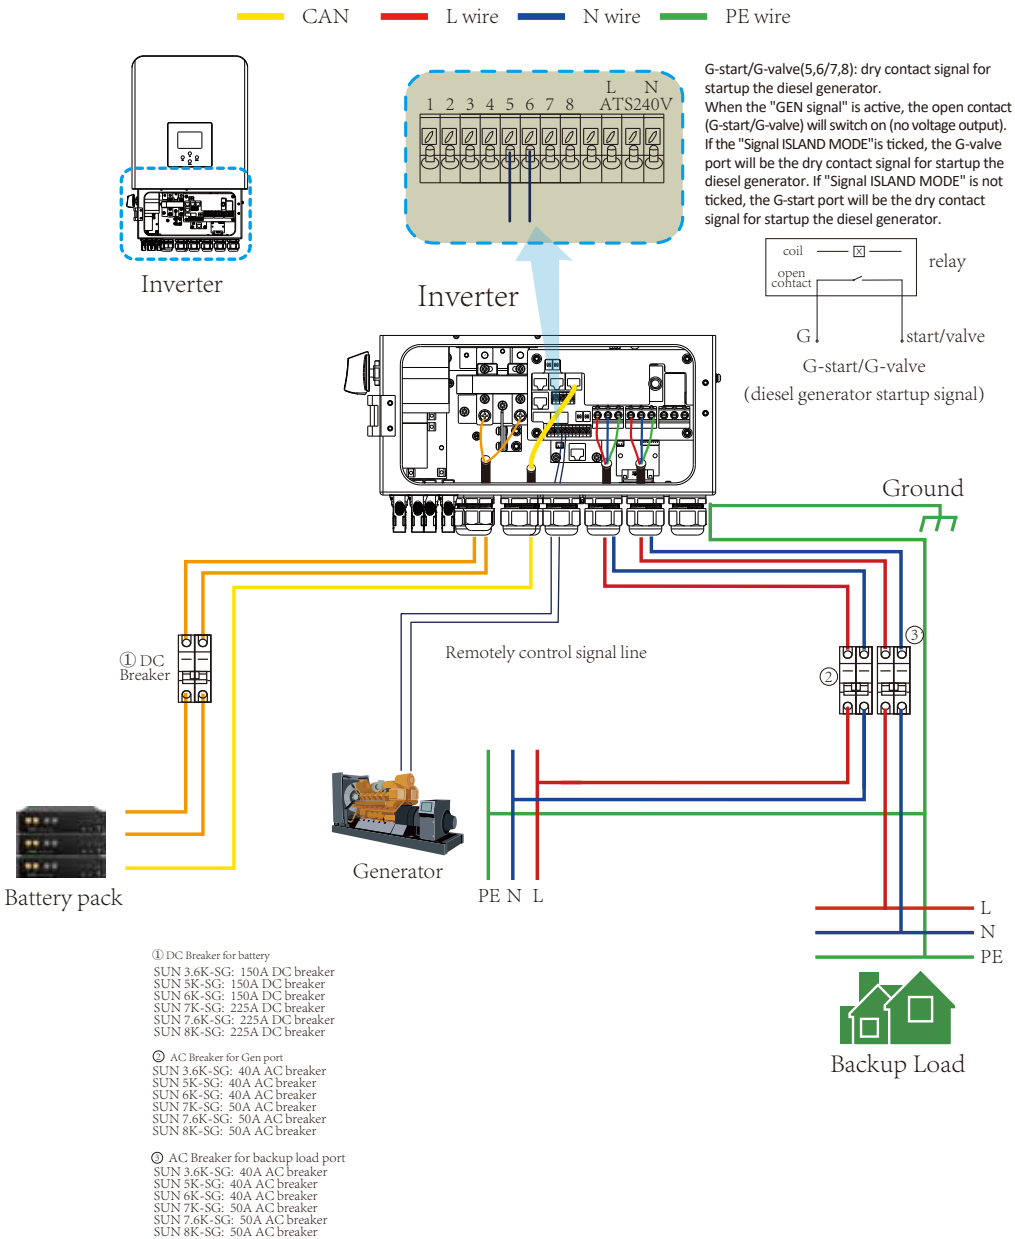 CAN L wire N wire PE wire
G-start/G-valve(5,6/7,8): dry contact signal for
startup the diesel generator.
When the "GEN signal" is active, the open contact
(G-start/G-valve) will switch on (no voltage output).
If the "Signal ISLAND MODE"is ticked, the G-valve
port will be the dry contact signal for startup the
diesel generator. If "Signal ISLAND MODE" is not
ticked, the G-start port will be the dry contact
signal for startup the diesel generator.
L N
1 2 3 4 5 6 7 8 ATS240V
coil
open
contact
relay
G start/valve
G-start/G-valve
(diesel generator startup signal)
Inverter
Inverter
Ground
① DC
Breaker
Remotely control signal line
②
③
Battery pack
Generator
PE N L
L
N
PE
Backup Load
① DC Breaker for battery
SUN 3.6K-SG: 150A DC breaker
SUN 5K-SG: 150A DC breaker
SUN 6K-SG: 150A DC breaker
SUN 7K-SG: 225A DC breaker
SUN 7.6K-SG: 225A DC breaker
SUN 8K-SG: 225A DC breaker
② AC Breaker for Gen port
SUN 3.6K-SG: 40A AC breaker
SUN 5K-SG: 40A AC breaker
SUN 6K-SG: 40A AC breaker
SUN 7K-SG: 50A AC breaker
SUN 7.6K-SG: 50A AC breaker
SUN 8K-SG: 50A AC breaker
③ AC Breaker for backup load port
SUN 3.6K-SG: 40A AC breaker
SUN 5K-SG: 40A AC breaker
SUN 6K-SG: 40A AC breaker
SUN 7K-SG: 50A AC breaker
SUN 7.6K-SG: 50A AC breaker
SUN 8K-SG: 50A AC breaker